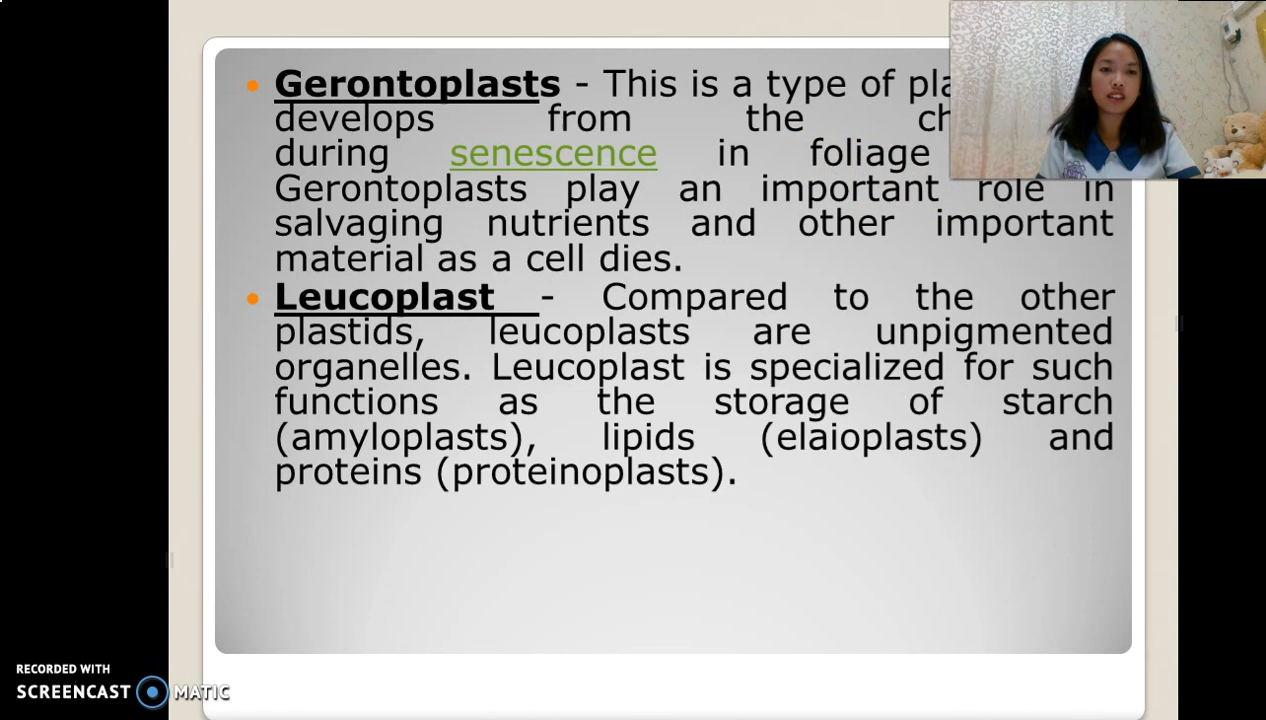 Gerontoplasts - This is a type of
develops from the
during senescence in foliage
Gerontoplasts play an important role in
salvaging nutrients and other important
material as a cell dies.
Leucoplast - Compared to the other
plastids, leucoplasts are unpigmented
organelles. Leucoplast is specialized for such
functions as the storage of starch
(amyloplasts), lipids (elaioplasts) and
proteins (proteinoplasts).
RECORDED WITH
SCREENCAST MATIC